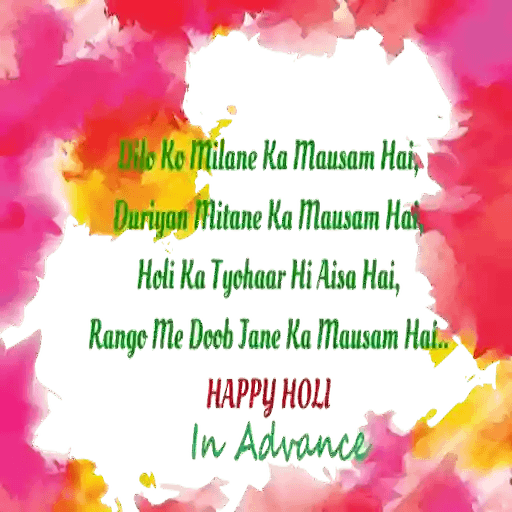 Dilo Ko Milane Ka Mausam Hai,
Duriyan Mitane Ka Mausam Hai,
Holi Ka Tyohaar Hi Aisa Hai,
Rango Me Doob Jane Ka Mausam Hai..
HAPPY HOLI
In Advance